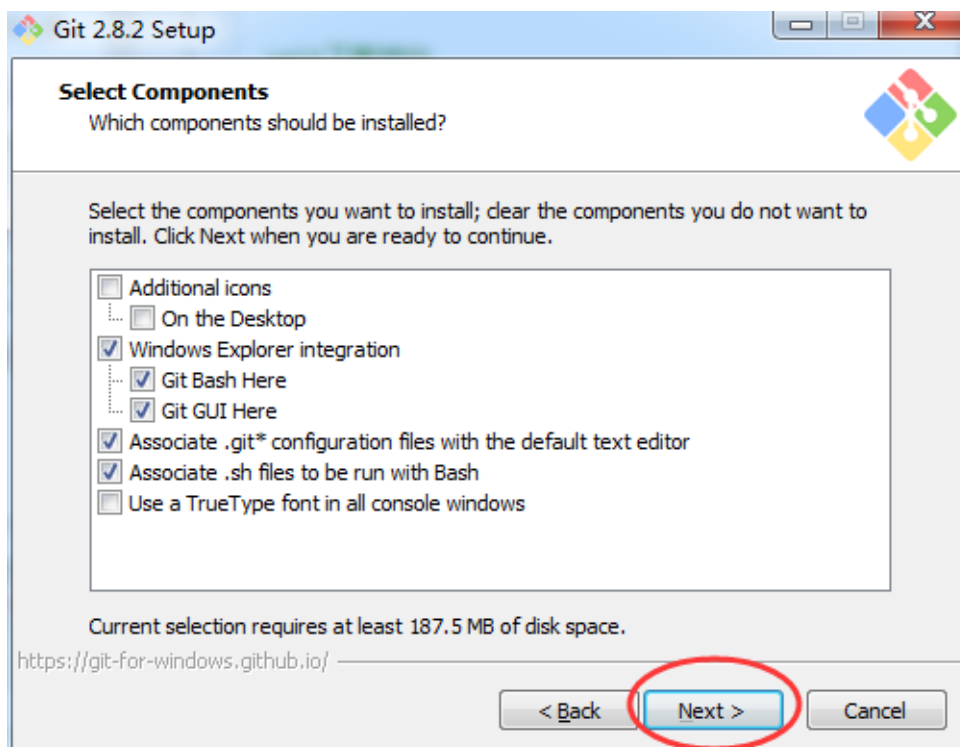 Git 2.8.2 Setup
Select Components
Which components should be installed?
Select the components you want to install; clear the components you do not want to
install. Click Next when you are ready to continue.
Additional icons
On the Desktop
Windows Explorer integration
Git Bash Here
Git GUI Here
Associate .git* configuration files with the default text editor
Associate .sh files to be run with Bash
Use a TrueType font in all console windows
Current selection requires at least 187.5 MB of disk space.
https://git-for-windows.github.io/
< Back
Next >
Cancel